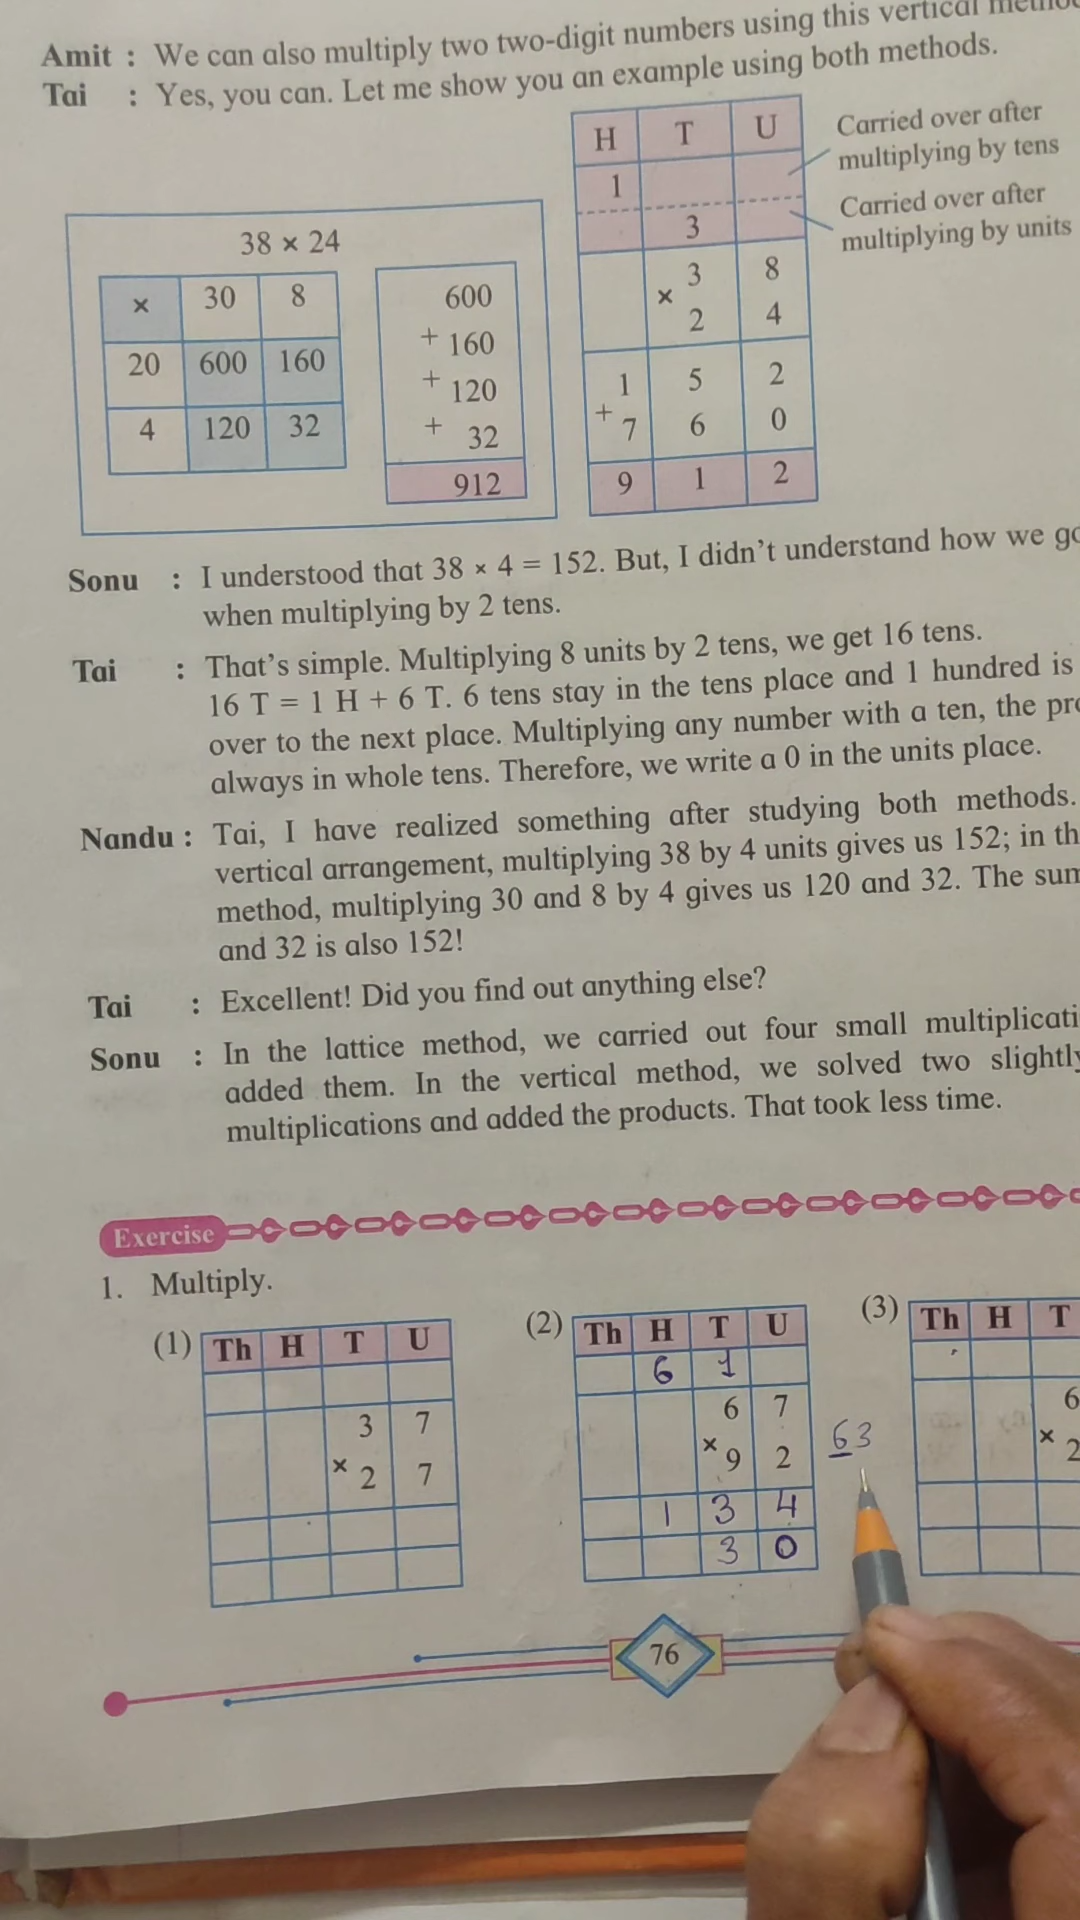 Amit : We can also multiply two two-digit numbers using this vertical
Tai : Yes, you can. Let me show you an example using both methods.
H T U
1
3
× 3 8
2 4
1 5 2
+ 7 6 0
9 1 2
Carried over after
multiplying by tens
Carried over after
multiplying by units
38 × 24
× 30 8
20 600 160
4 120 32
600
+ 160
+ 120
+ 32
912
Sonu : I understood that 38 × 4 = 152. But, I didn't understand how we
when multiplying by 2 tens.
Tai : That's simple. Multiplying 8 units by 2 tens, we get 16 tens.
16 T = 1 H + 6 T. 6 tens stay in the tens place and 1 hundred is
over to the next place. Multiplying any number with a ten, the
always in whole tens. Therefore, we write a 0 in the units place.
Nandu : Tai, I have realized something after studying both methods.
vertical arrangement, multiplying 38 by 4 units gives us 152; in
method, multiplying 30 and 8 by 4 gives us 120 and 32. The
and 32 is also 152!
Tai : Excellent! Did you find out anything else?
Sonu : In the lattice method, we carried out four small
added them. In the vertical method, we solved two slightly
multiplications and added the products. That took less time.
Exercise
1. Multiply.
(1) Th H T U
3 7
× 2 7
(2) Th H T U
6 1
6 7
× 9 2
1 3 4
3 0
63
(3) Th H T
6
× 2
76